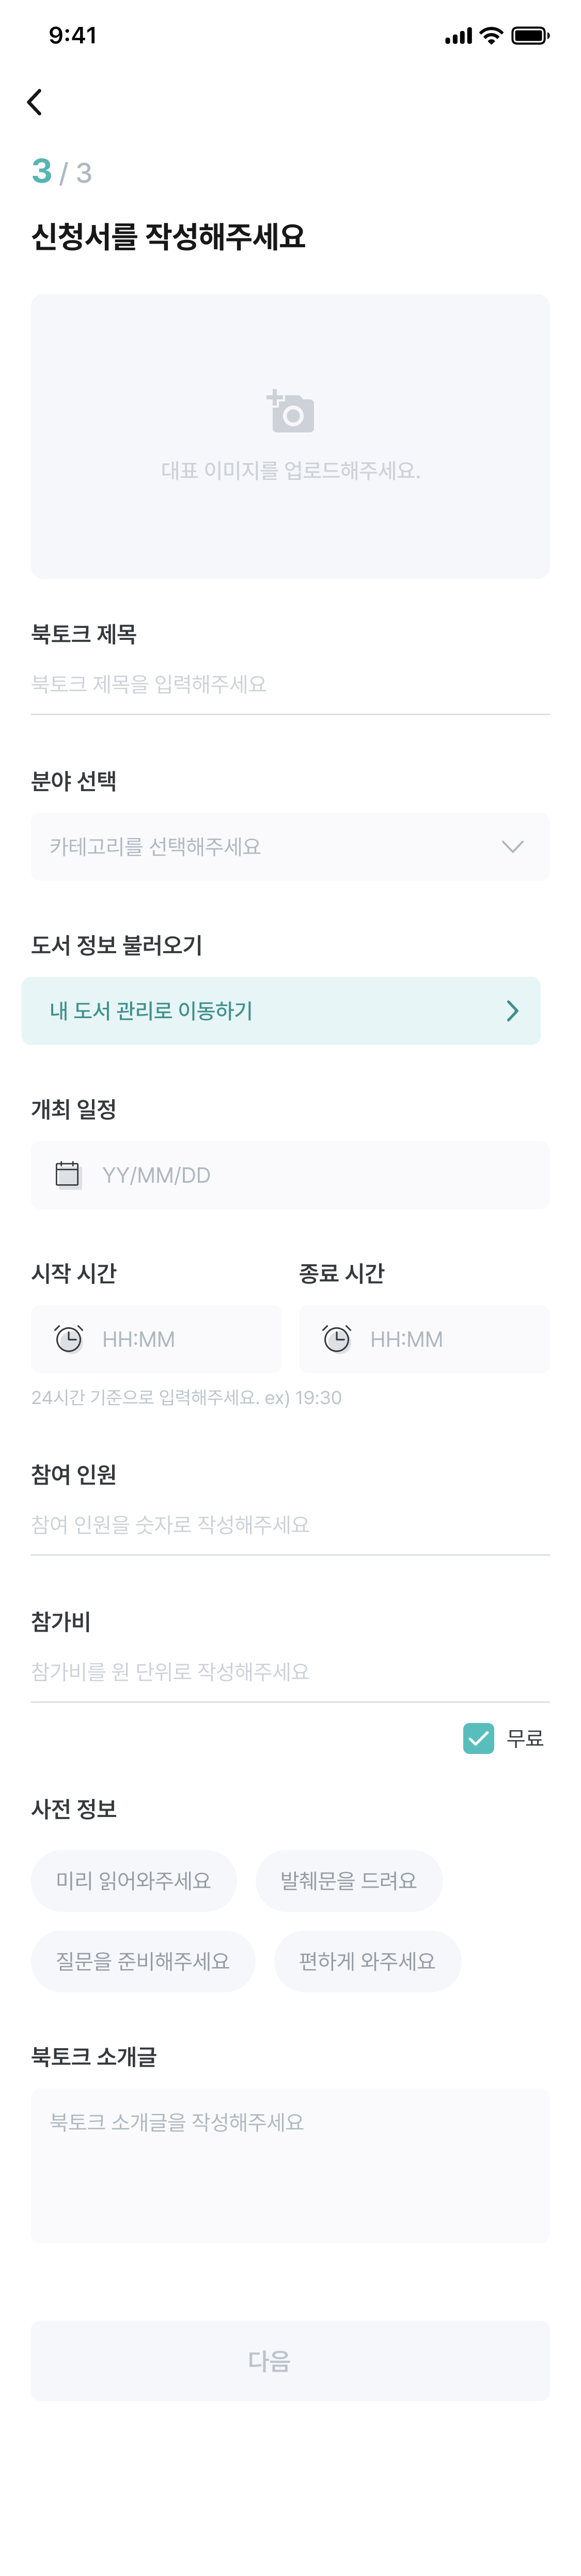 9:41
3 / 3
신청서를 작성해주세요
대표 이미지를 업로드해주세요.
북토크 제목
북토크 제목을 입력해주세요
분야 선택
카테고리를 선택해주세요
도서 정보 불러오기
내 도서 관리로 이동하기
개최 일정
YY/MM/DD
시작 시간 종료 시간
HH:MM HH:MM
24시간 기준으로 입력해주세요. ex) 19:30
참여 인원
참여 인원을 숫자로 작성해주세요
참가비
참가비를 원 단위로 작성해주세요
무료
사전 정보
미리 읽어와주세요 발췌문을 드려요
질문을 준비해주세요 편하게 와주세요
북토크 소개글
북토크 소개글을 작성해주세요
다음